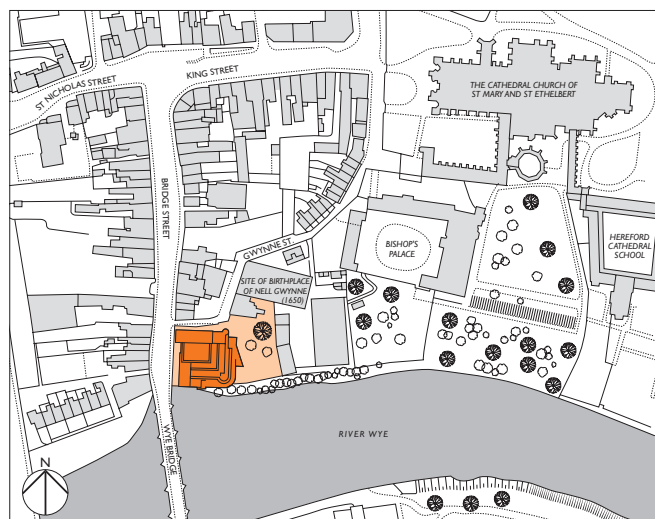 KING STREET
ST NICHOLAS STREET
THE CATHEDRAL CHURCH OF
ST MARY AND ST ETHELBERT
BRIDGE STREET
GWYNNE ST.
BISHOP'S
PALACE
HEREFORD
CATHEDRAL
SCHOOL
SITE OF BIRTHPLACE
OF NELL GWYNNE
(1650)
WYE BRIDGE
RIVER WYE
N